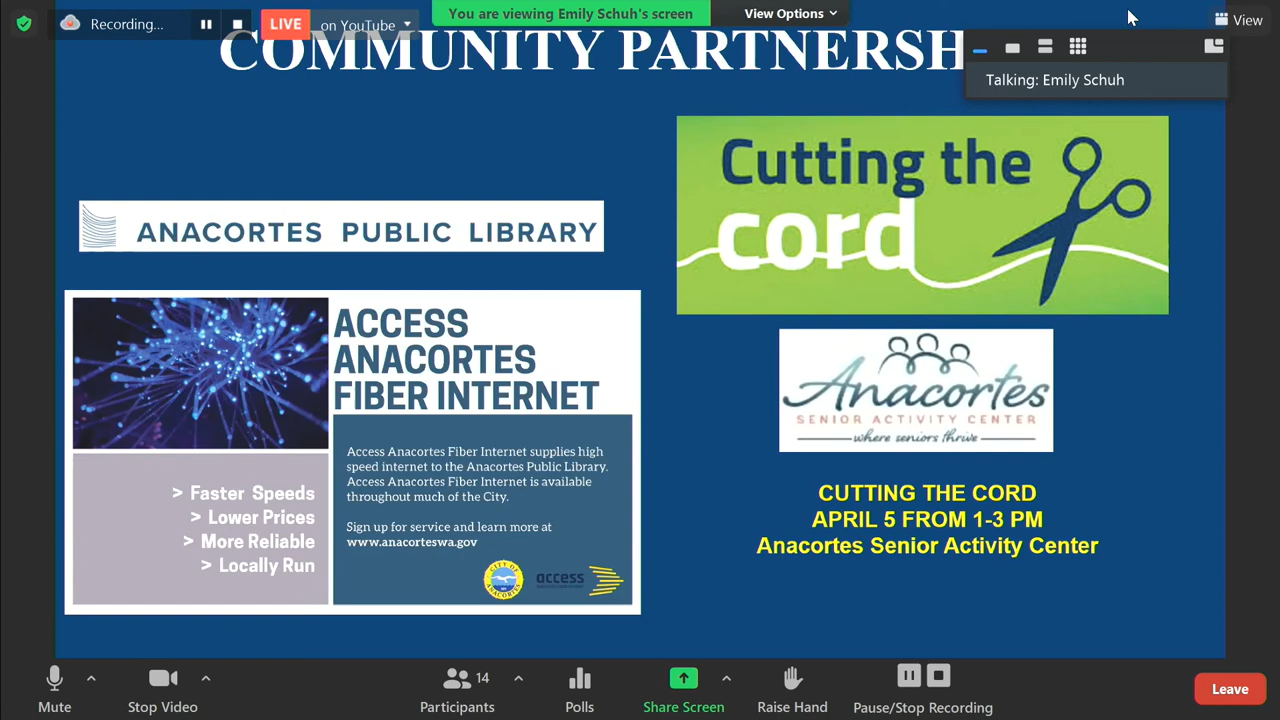 Recording...
LIVE on YouTube
You are viewing Emily Schuh's screen
View Options
View
COMMUNITY PARTNERSH
Talking: Emily Schuh
Cutting the
cord
ANACORTES PUBLIC LIBRARY
ACCESS
ANACORTES
FIBER INTERNET
Access Anacortes Fiber Internet supplies high
speed internet to the Anacortes Public Library.
Access Anacortes Fiber Internet is available
throughout much of the City.
Sign up for service and learn more at
www.anacorteswa.gov
> Faster Speeds
> Lower Prices
> More Reliable
> Locally Run
CITY OF
ANACORTES
access
Anacortes
SENIOR ACTIVITY CENTER
where seniors thrive
CUTTING THE CORD
APRIL 5 FROM 1-3 PM
Anacortes Senior Activity Center
Mute
Stop Video
14
Participants
Polls
Share Screen
Raise Hand
Pause/Stop Recording
Leave